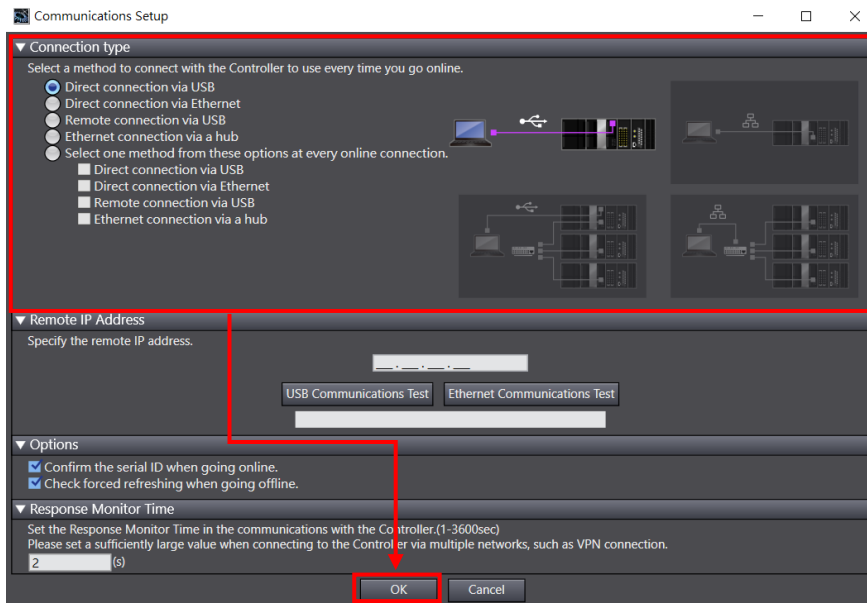 Communications Setup
▼ Connection type
Select a method to connect with the Controller to use every time you go online.
Direct connection via USB
Direct connection via Ethernet
Remote connection via USB
Ethernet connection via a hub
Select one method from these options at every online connection.
Direct connection via USB
Direct connection via Ethernet
Remote connection via USB
Ethernet connection via a hub
▼ Remote IP Address
Specify the remote IP address.
__.__.__.__
USB Communications Test Ethernet Communications Test
▼ Options
Confirm the serial ID when going online.
Check forced refreshing when going offline.
▼ Response Monitor Time
Set the Response Monitor Time in the communications with the Controller.(1-3600sec)
Please set a sufficiently large value when connecting to the Controller via multiple networks, such as VPN connection.
2 (s)
OK Cancel